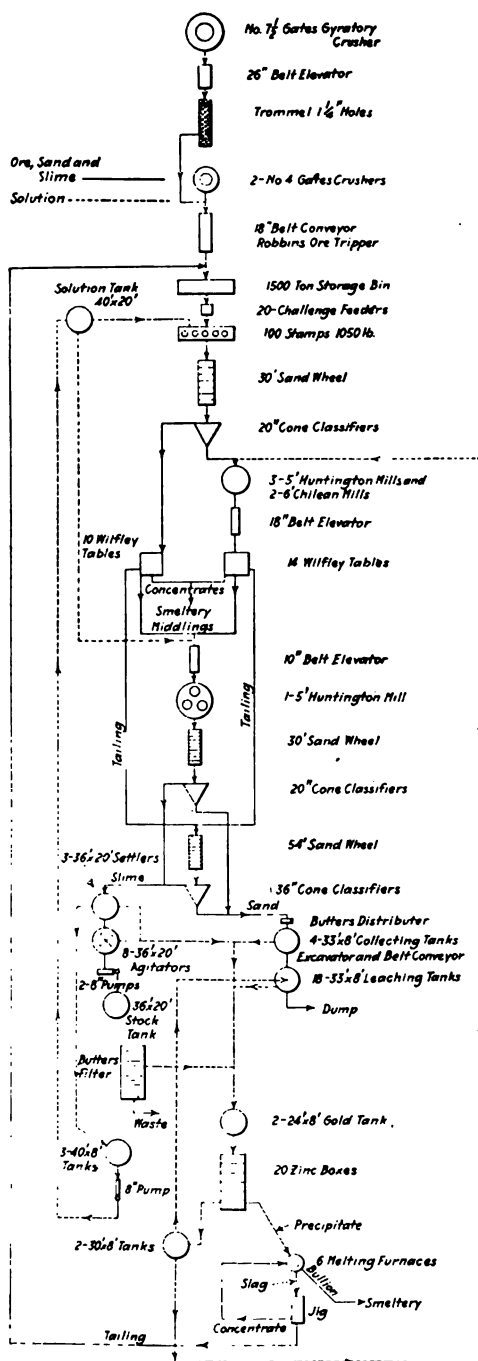 No. 7½ Gates Gyratory
Crusher
26" Belt Elevator
Trommel 1¼" Holes
Ore, Sand and
Slime
Solution
2-No 4 Gates Crushers
18" Belt Conveyor
Robbins Ore Tripper
Solution Tank
40'x20'
1500 Ton Storage Bin
20-Challenge Feeders
100 Stamps 1050 lb.
30' Sand Wheel
20" Cone Classifiers
3-5' Huntington Mills and
2-6' Chilean Mills
18" Belt Elevator
10 Wilfley
Tables
14 Wilfley Tables
Concentrates
Smeltery
Middlings
10" Belt Elevator
1-5' Huntington Mill
Tailing
Tailing
30' Sand Wheel
20" Cone Classifiers
54' Sand Wheel
3-36'x20' Settlers
Slime
36" Cone Classifiers
Sand
Butters Distributer
4-33'x8' Collecting Tanks
Excavator and Belt Conveyor
8-36'x20'
Agitators
18-33'x8' Leaching Tanks
2-8" Pumps
36'x20'
Stock
Tank
Dump
Butters
Filter
Waste
2-24'x8' Gold Tank
3-40'x8'
Tanks
20 Zinc Boxes
8" Pump
Precipitate
2-30'x8' Tanks
6 Melting Furnaces
Bullion
Slag
Smeltery
Jig
Concentrate
Tailing